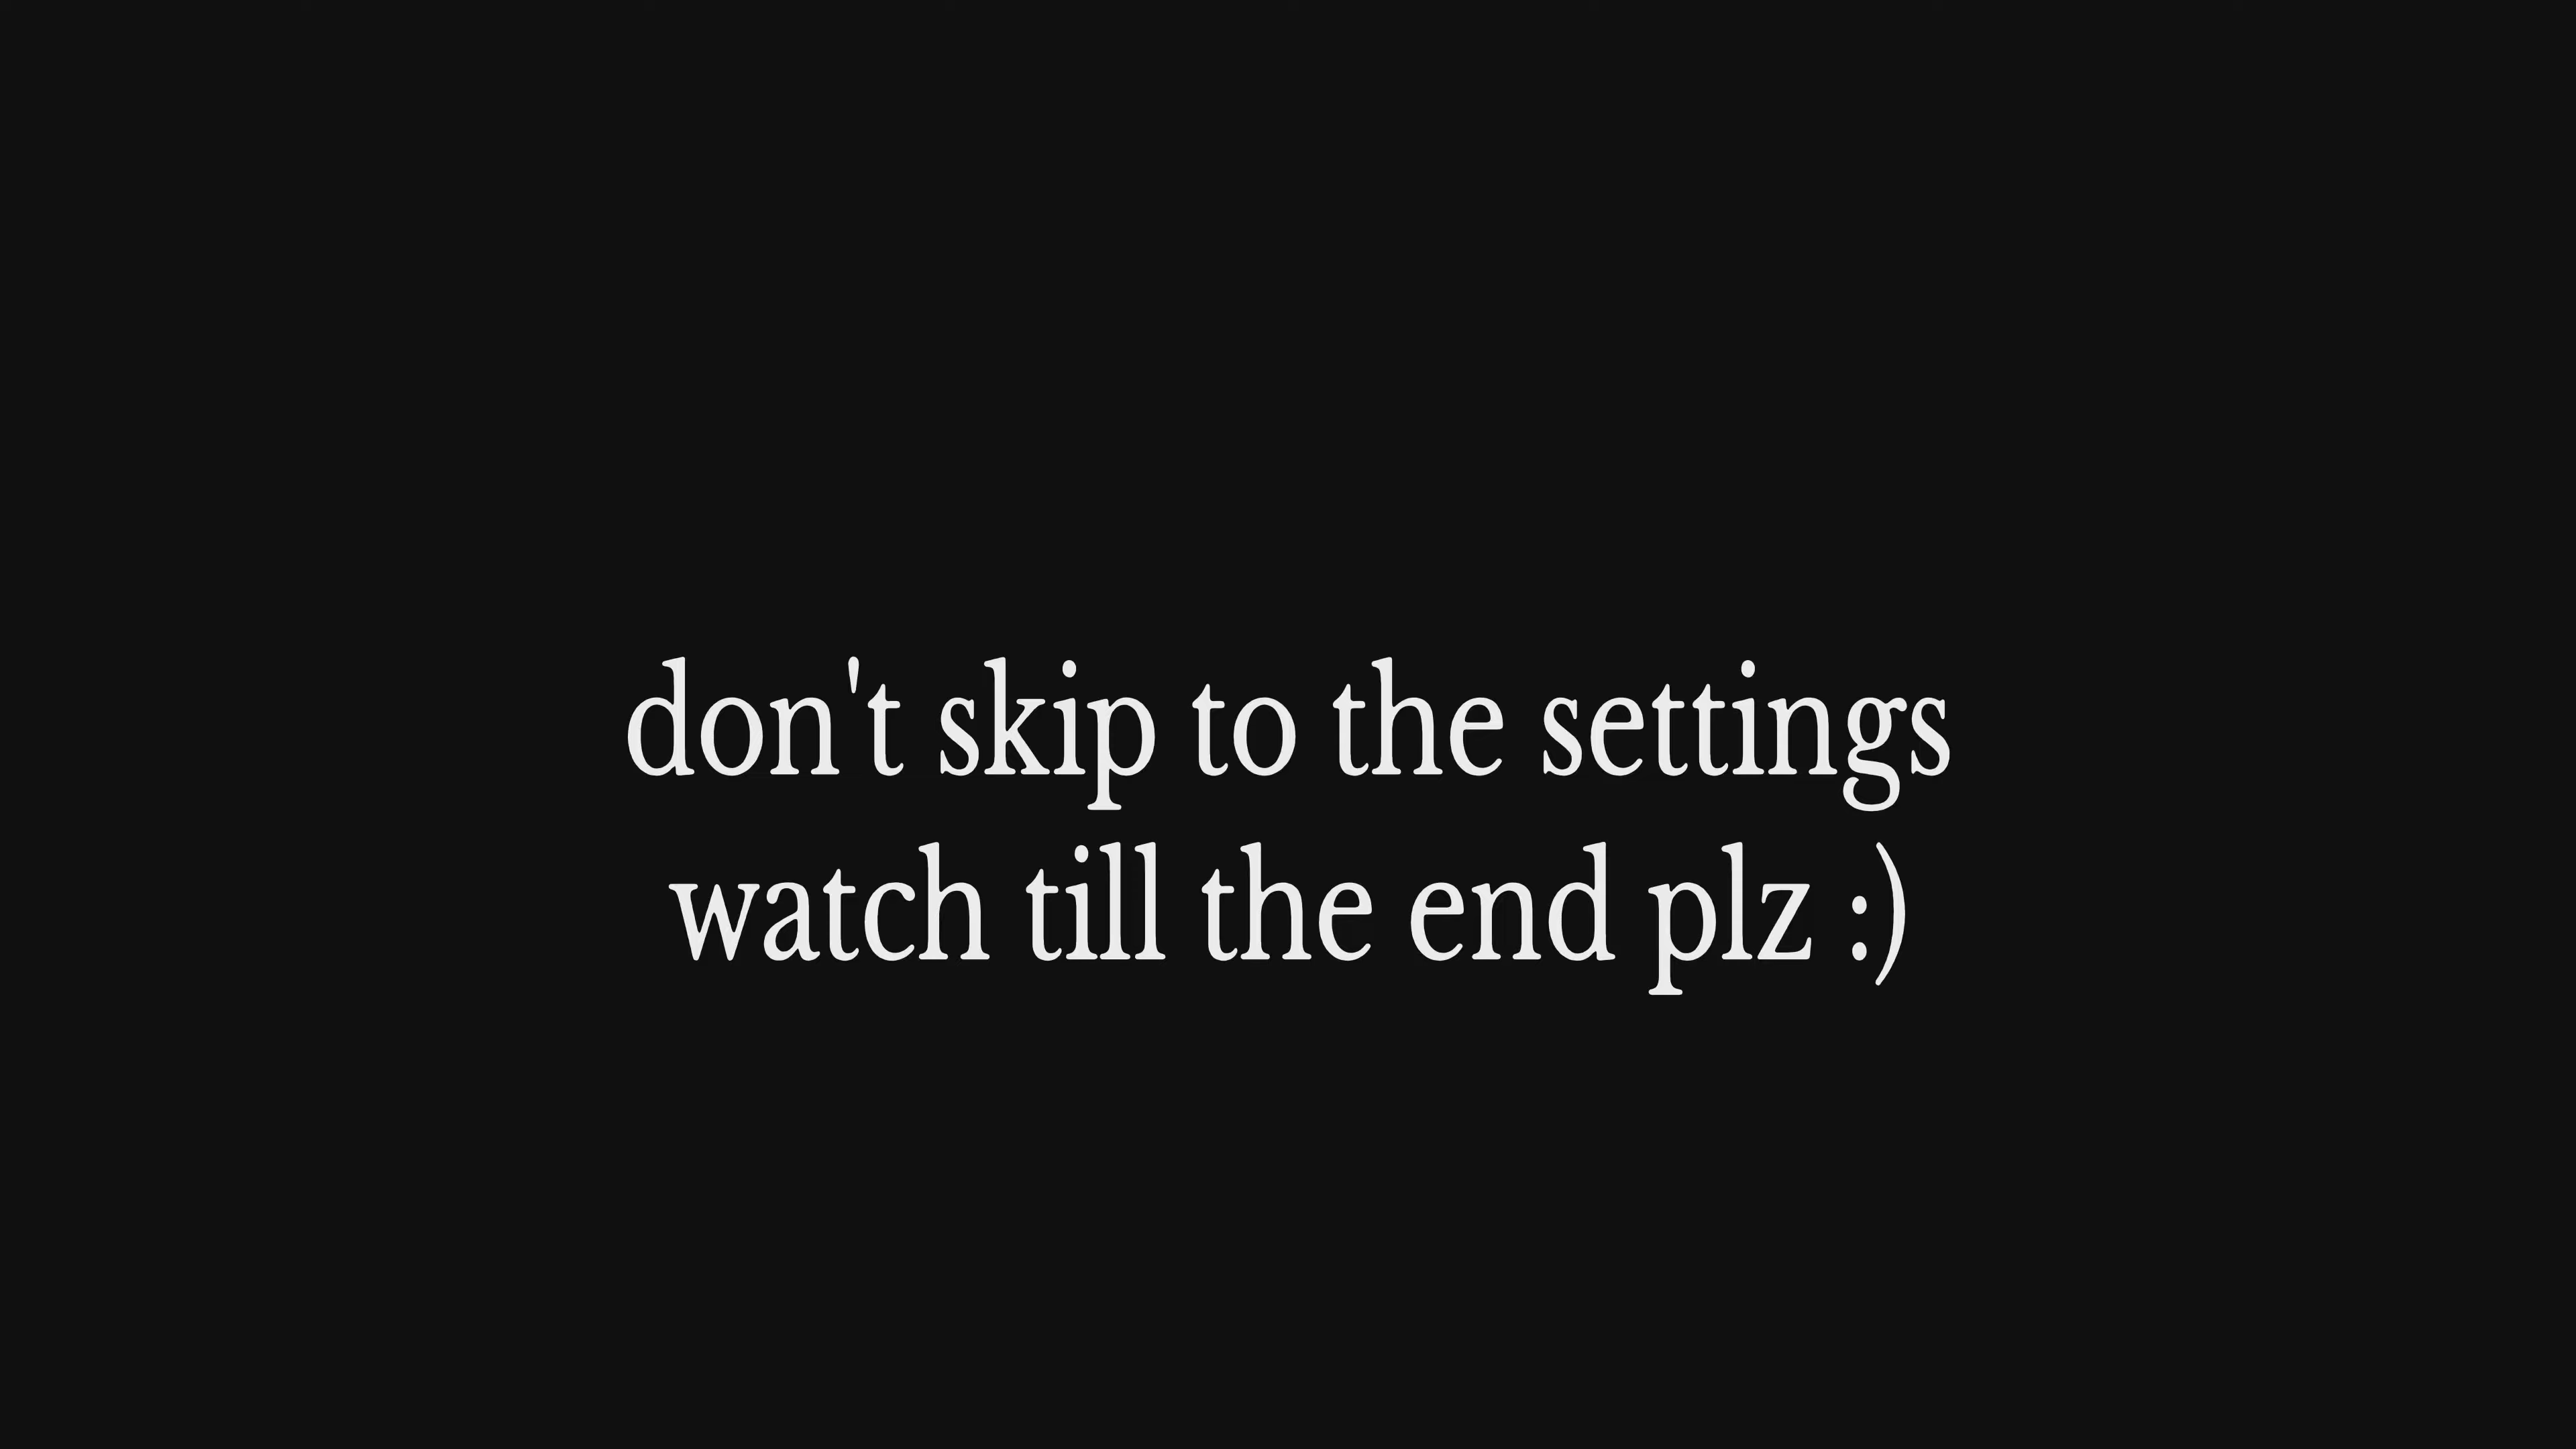 don't skip to the settings
watch till the end plz :)